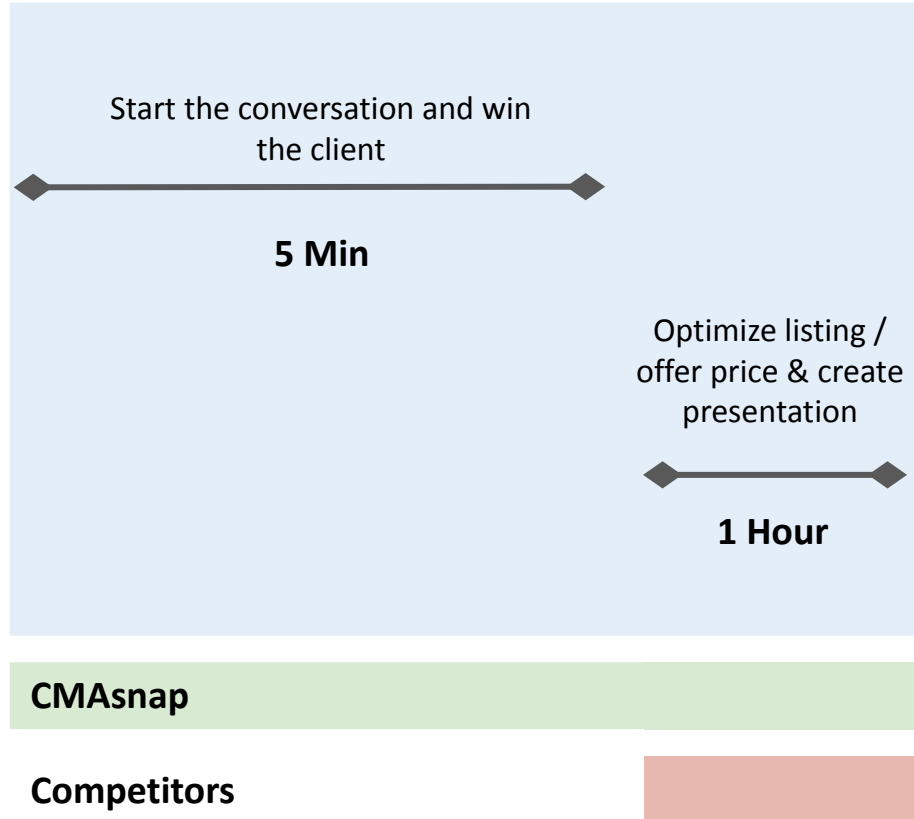 Start the conversation and win
the client
5 Min
Optimize listing /
offer price & create
presentation
1 Hour
CMAsnap
Competitors